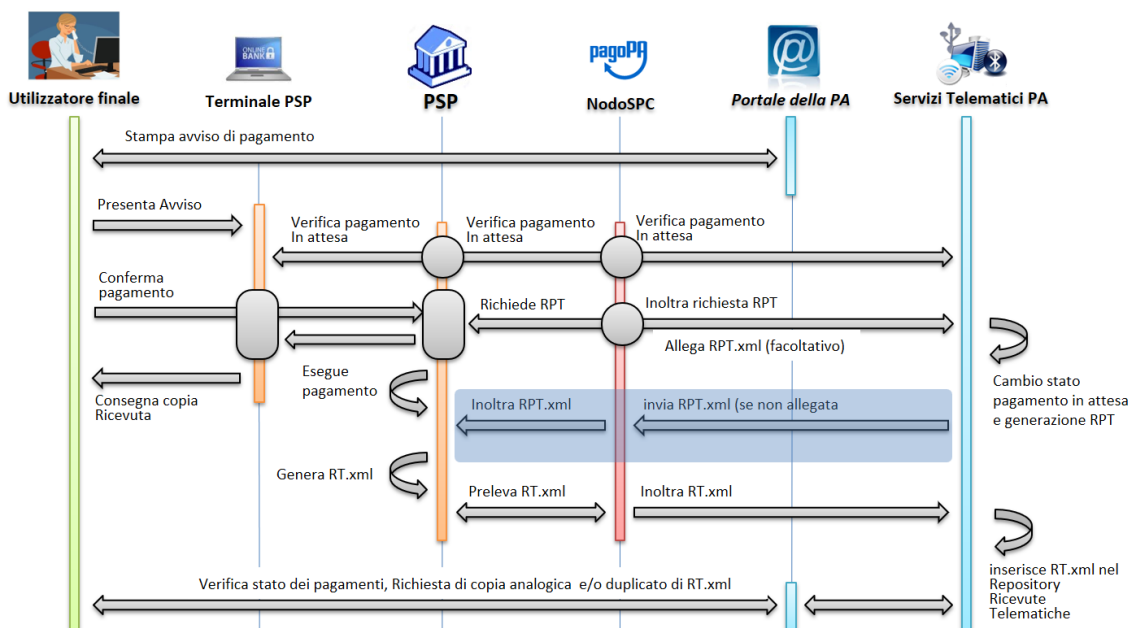 ONLINE
BANK
pagoPA
@
Utilizzatore finale
Terminale PSP
PSP
NodoSPC
Portale della PA
Servizi Telematici PA
Stampa avviso di pagamento
Presenta Avviso
Verifica pagamento
In attesa
Verifica pagamento
In attesa
Verifica pagamento
In attesa
Conferma
pagamento
Richiede RPT
Inoltra richiesta RPT
Allega RPT.xml (facoltativo)
Esegue
pagamento
Consegna copia
Ricevuta
Cambio stato
pagamento in attesa
e generazione RPT
Inoltra RPT.xml
invia RPT.xml (se non allegata
Genera RT.xml
Preleva RT.xml
Inoltra RT.xml
inserisce RT.xml nel
Repository
Ricevute
Telematiche
Verifica stato dei pagamenti, Richiesta di copia analogica e/o duplicato di RT.xml